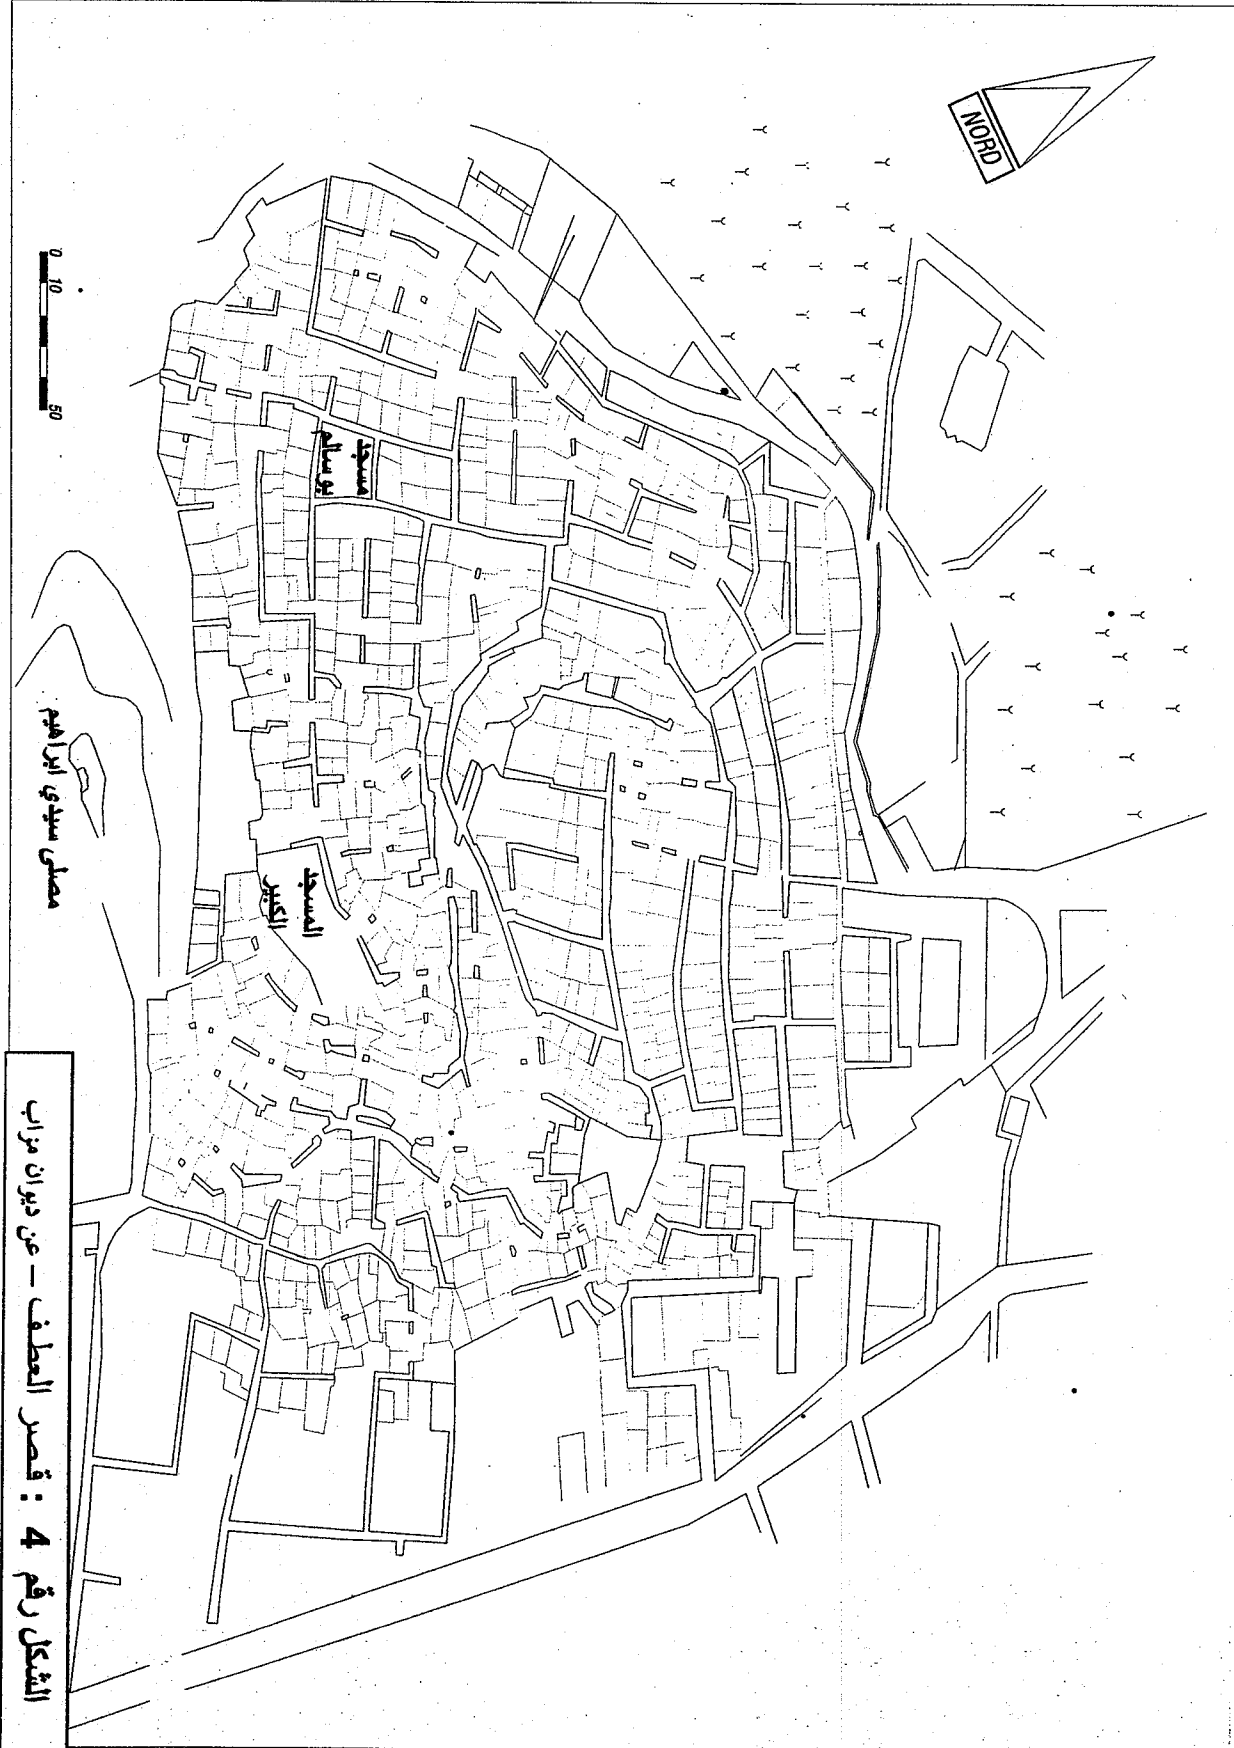 NORD
0 10 50
مسجد
بو سالم
المسجد
الكبير
مصلى سيدي ابراهيم
الشكل رقم 4 : قصر العطف – عن ديوان مزاب